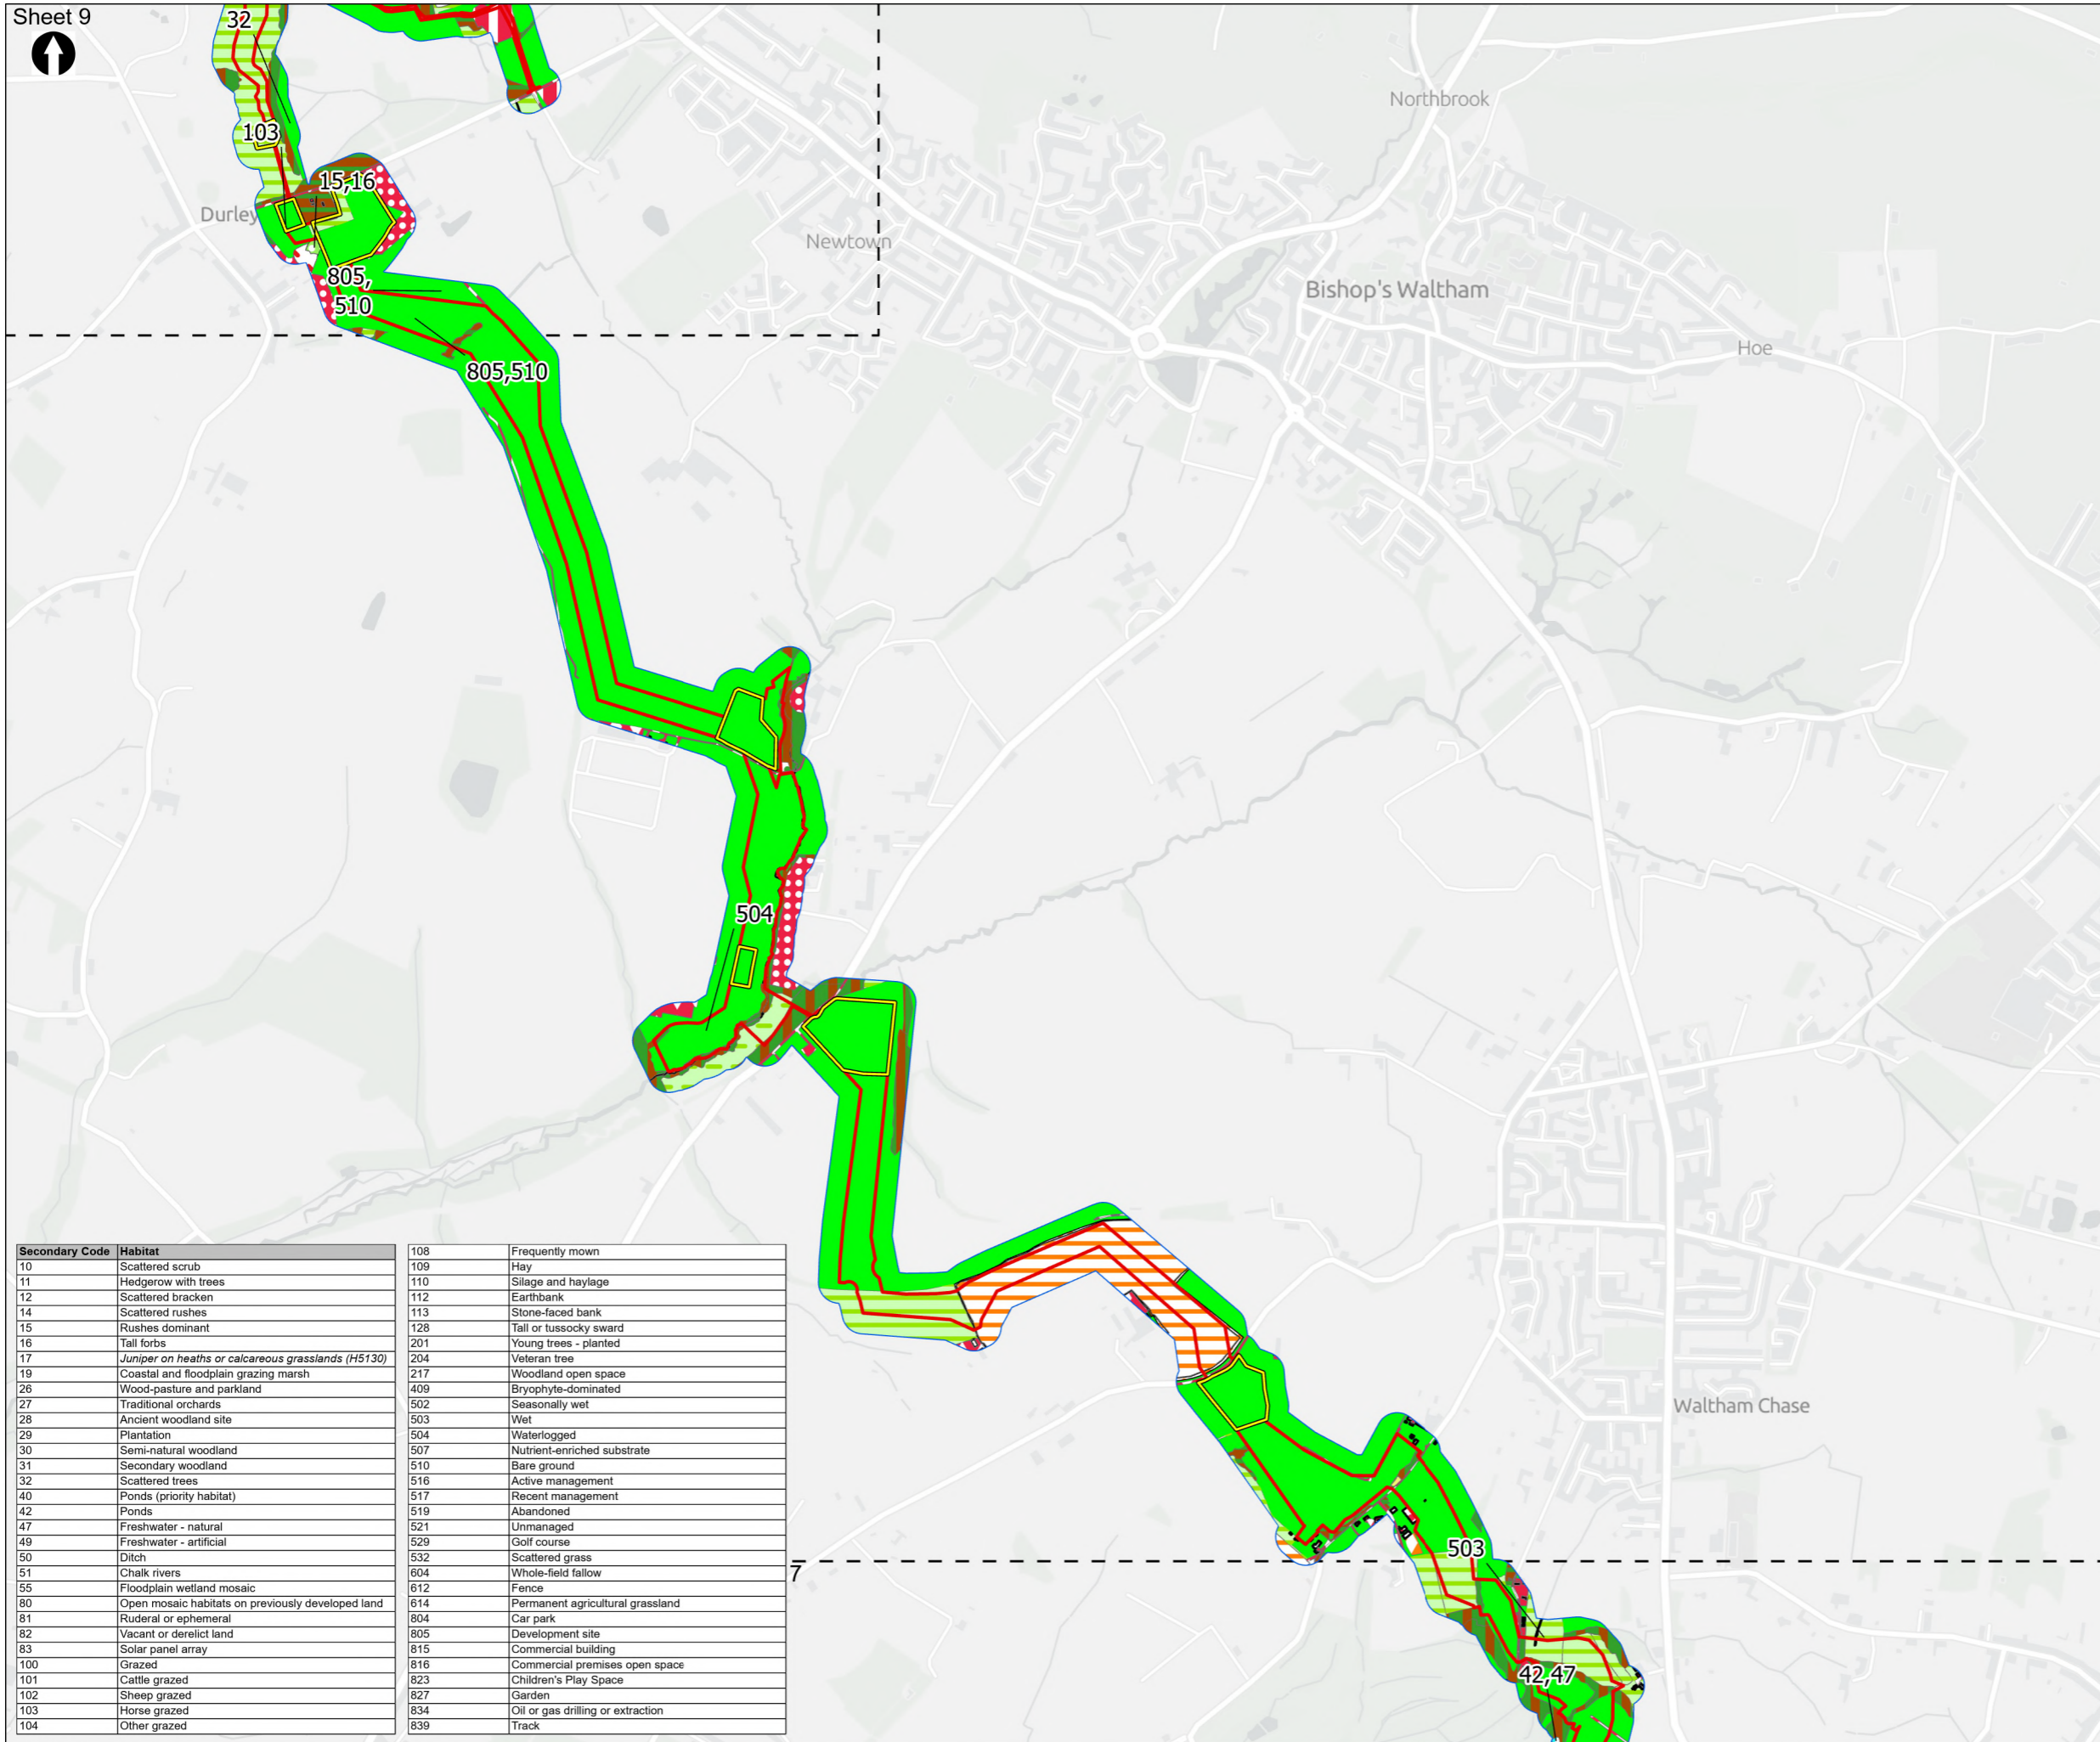 Sheet 9
32
103
15,16
Durley
805,
510
805,510
Newtown
Northbrook
Bishop's Waltham
Hoe
504
Waltham Chase
503
7
42,47
Secondary Code Habitat
10 Scattered scrub
11 Hedgerow with trees
12 Scattered bracken
14 Scattered rushes
15 Rushes dominant
16 Tall forbs
17 Juniper on heaths or calcareous grasslands (H5130)
19 Coastal and floodplain grazing marsh
26 Wood-pasture and parkland
27 Traditional orchards
28 Ancient woodland site
29 Plantation
30 Semi-natural woodland
31 Secondary woodland
32 Scattered trees
40 Ponds (priority habitat)
42 Ponds
47 Freshwater - natural
49 Freshwater - artificial
50 Ditch
51 Chalk rivers
55 Floodplain wetland mosaic
80 Open mosaic habitats on previously developed land
81 Ruderal or ephemeral
82 Vacant or derelict land
83 Solar panel array
100 Grazed
101 Cattle grazed
102 Sheep grazed
103 Horse grazed
104 Other grazed
108 Frequently mown
109 Hay
110 Silage and haylage
112 Earthbank
113 Stone-faced bank
128 Tall or tussocky sward
201 Young trees - planted
204 Veteran tree
217 Woodland open space
409 Bryophyte-dominated
502 Seasonally wet
503 Wet
504 Waterlogged
507 Nutrient-enriched substrate
510 Bare ground
516 Active management
517 Recent management
519 Abandoned
521 Unmanaged
529 Golf course
532 Scattered grass
604 Whole-field fallow
612 Fence
614 Permanent agricultural grassland
804 Car park
805 Development site
815 Commercial building
816 Commercial premises open space
823 Children's Play Space
827 Garden
834 Oil or gas drilling or extraction
839 Track